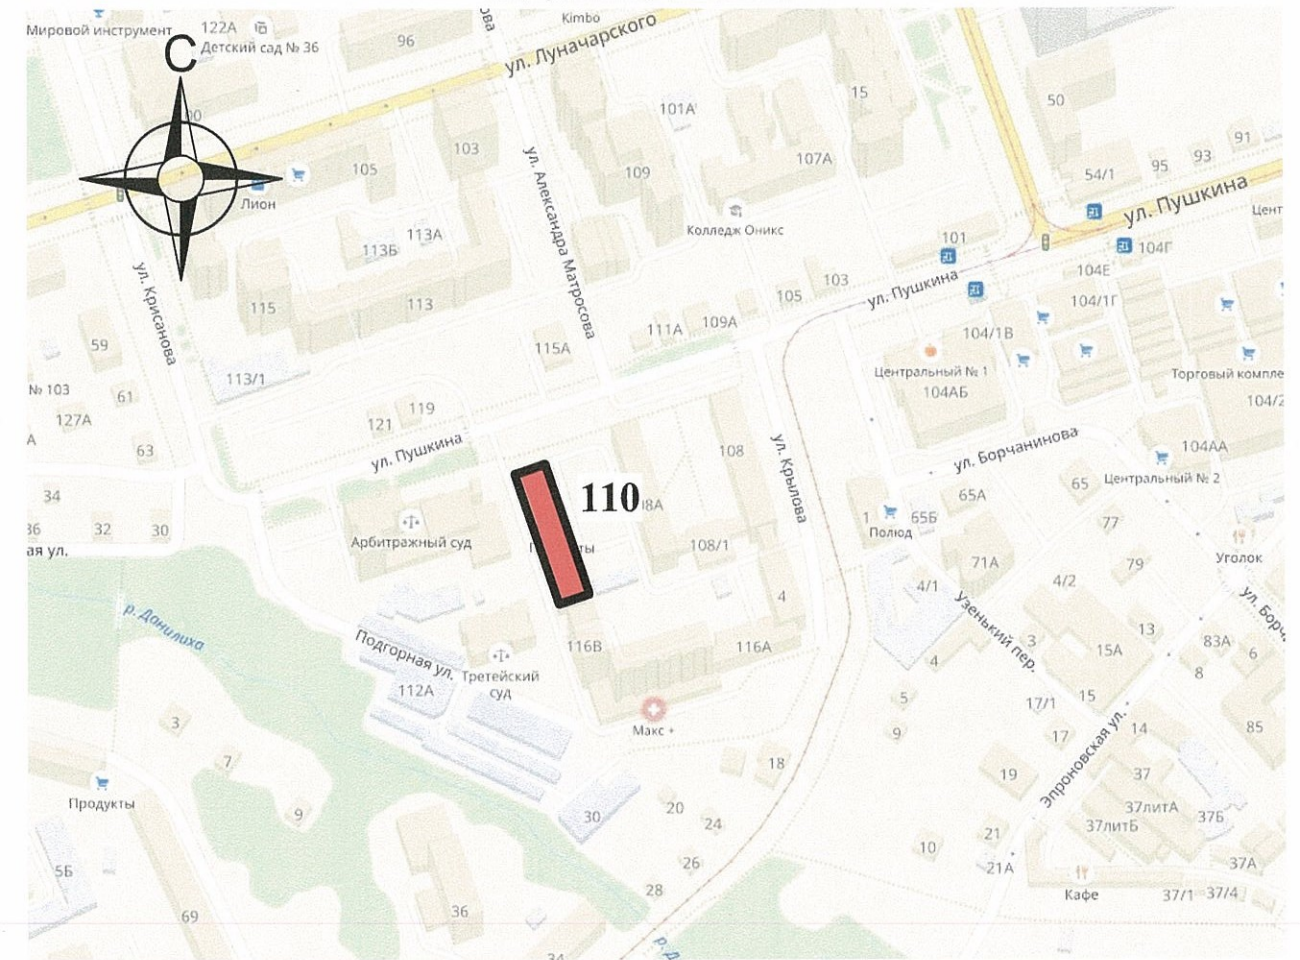 Kimbo
Мировой инструмент
122А
Детский сад № 36
96
ул. Луначарского
С
101А
15
50
91
93
95
103
105
109
107А
54/1
Лион
ул. Пушкина
Колледж Оникс
113А
113Б
ул. Александра Матросова
101
104Г
104Е
ул. Крисанова
115
113
103
105
ул. Пушкина
104/1Г
109А
111А
104/1В
59
115А
Центральный № 1
Торговый компле
113/1
№ 103
61
104АБ
104/2
119
127А
121
ул. Пушкина
63
108
ул. Крылова
ул. Борчанинова
104АА
Центральный № 2
34
110
65А
65
32
30
65Б
77
Полюд
Арбитражный суд
108/1
71А
79
Уголок
ая ул.
р. Данилиха
4/1
4/2
4
Узенький пер.
13
83А
Подгорная ул.
116В
116А
3
15А
6
Третейский
суд
112А
4
8
5
15
17/1
3
Макс +
9
17
14
85
7
18
19
Эпроновская ул.
37
Продукты
9
30
20
24
37литА
37литБ
37Б
21
10
26
21А
37А
5Б
28
Кафе
37/1
37/4
36
69